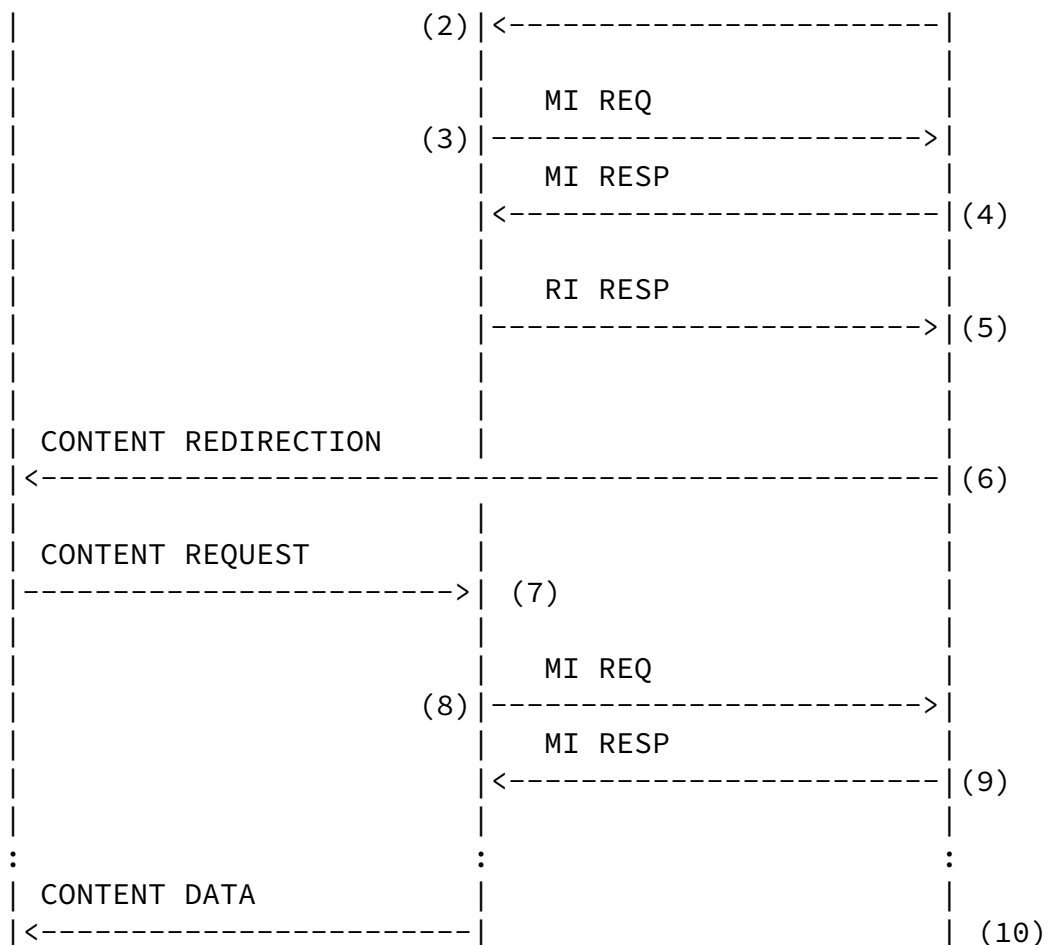 (2)
MI REQ
(3)
MI RESP
(4)
RI RESP
(5)
CONTENT REDIRECTION
(6)
CONTENT REQUEST
(7)
MI REQ
(8)
MI RESP
(9)
CONTENT DATA
(10)